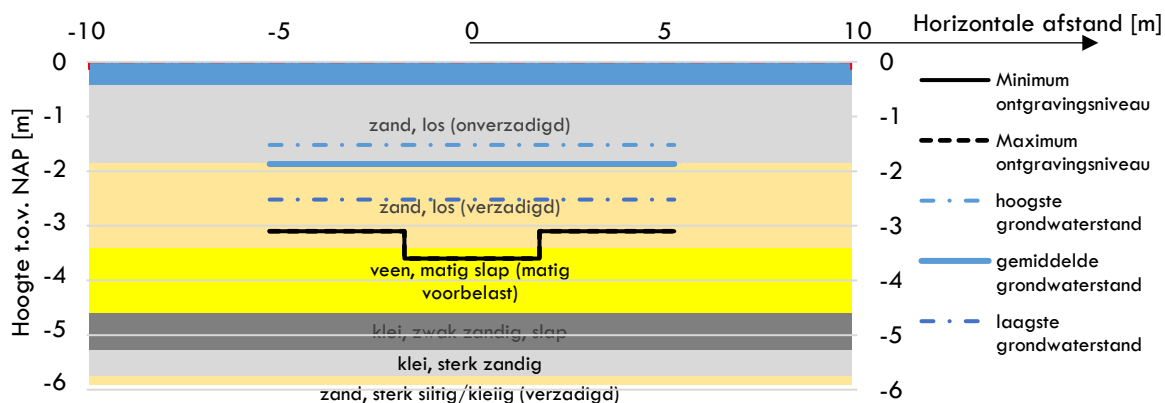 Horizontale afstand [m]
-10 -5 0 5 10
Hoogte t.o.v. NAP [m]
0 0
-1 -1
-2 -2
-3 -3
-4 -4
-5 -5
-6 -6
zand, los (onverzadigd)
zand, los (verzadigd)
veen, matig slap (matig
voorbelast)
klei, zwak zandig, slap
klei, sterk zandig
zand, sterk siltig/kleiig (verzadigd)
Minimum
ontgravingsniveau
Maximum
ontgravingsniveau
hoogste
grondwaterstand
gemiddelde
grondwaterstand
laagste
grondwaterstand